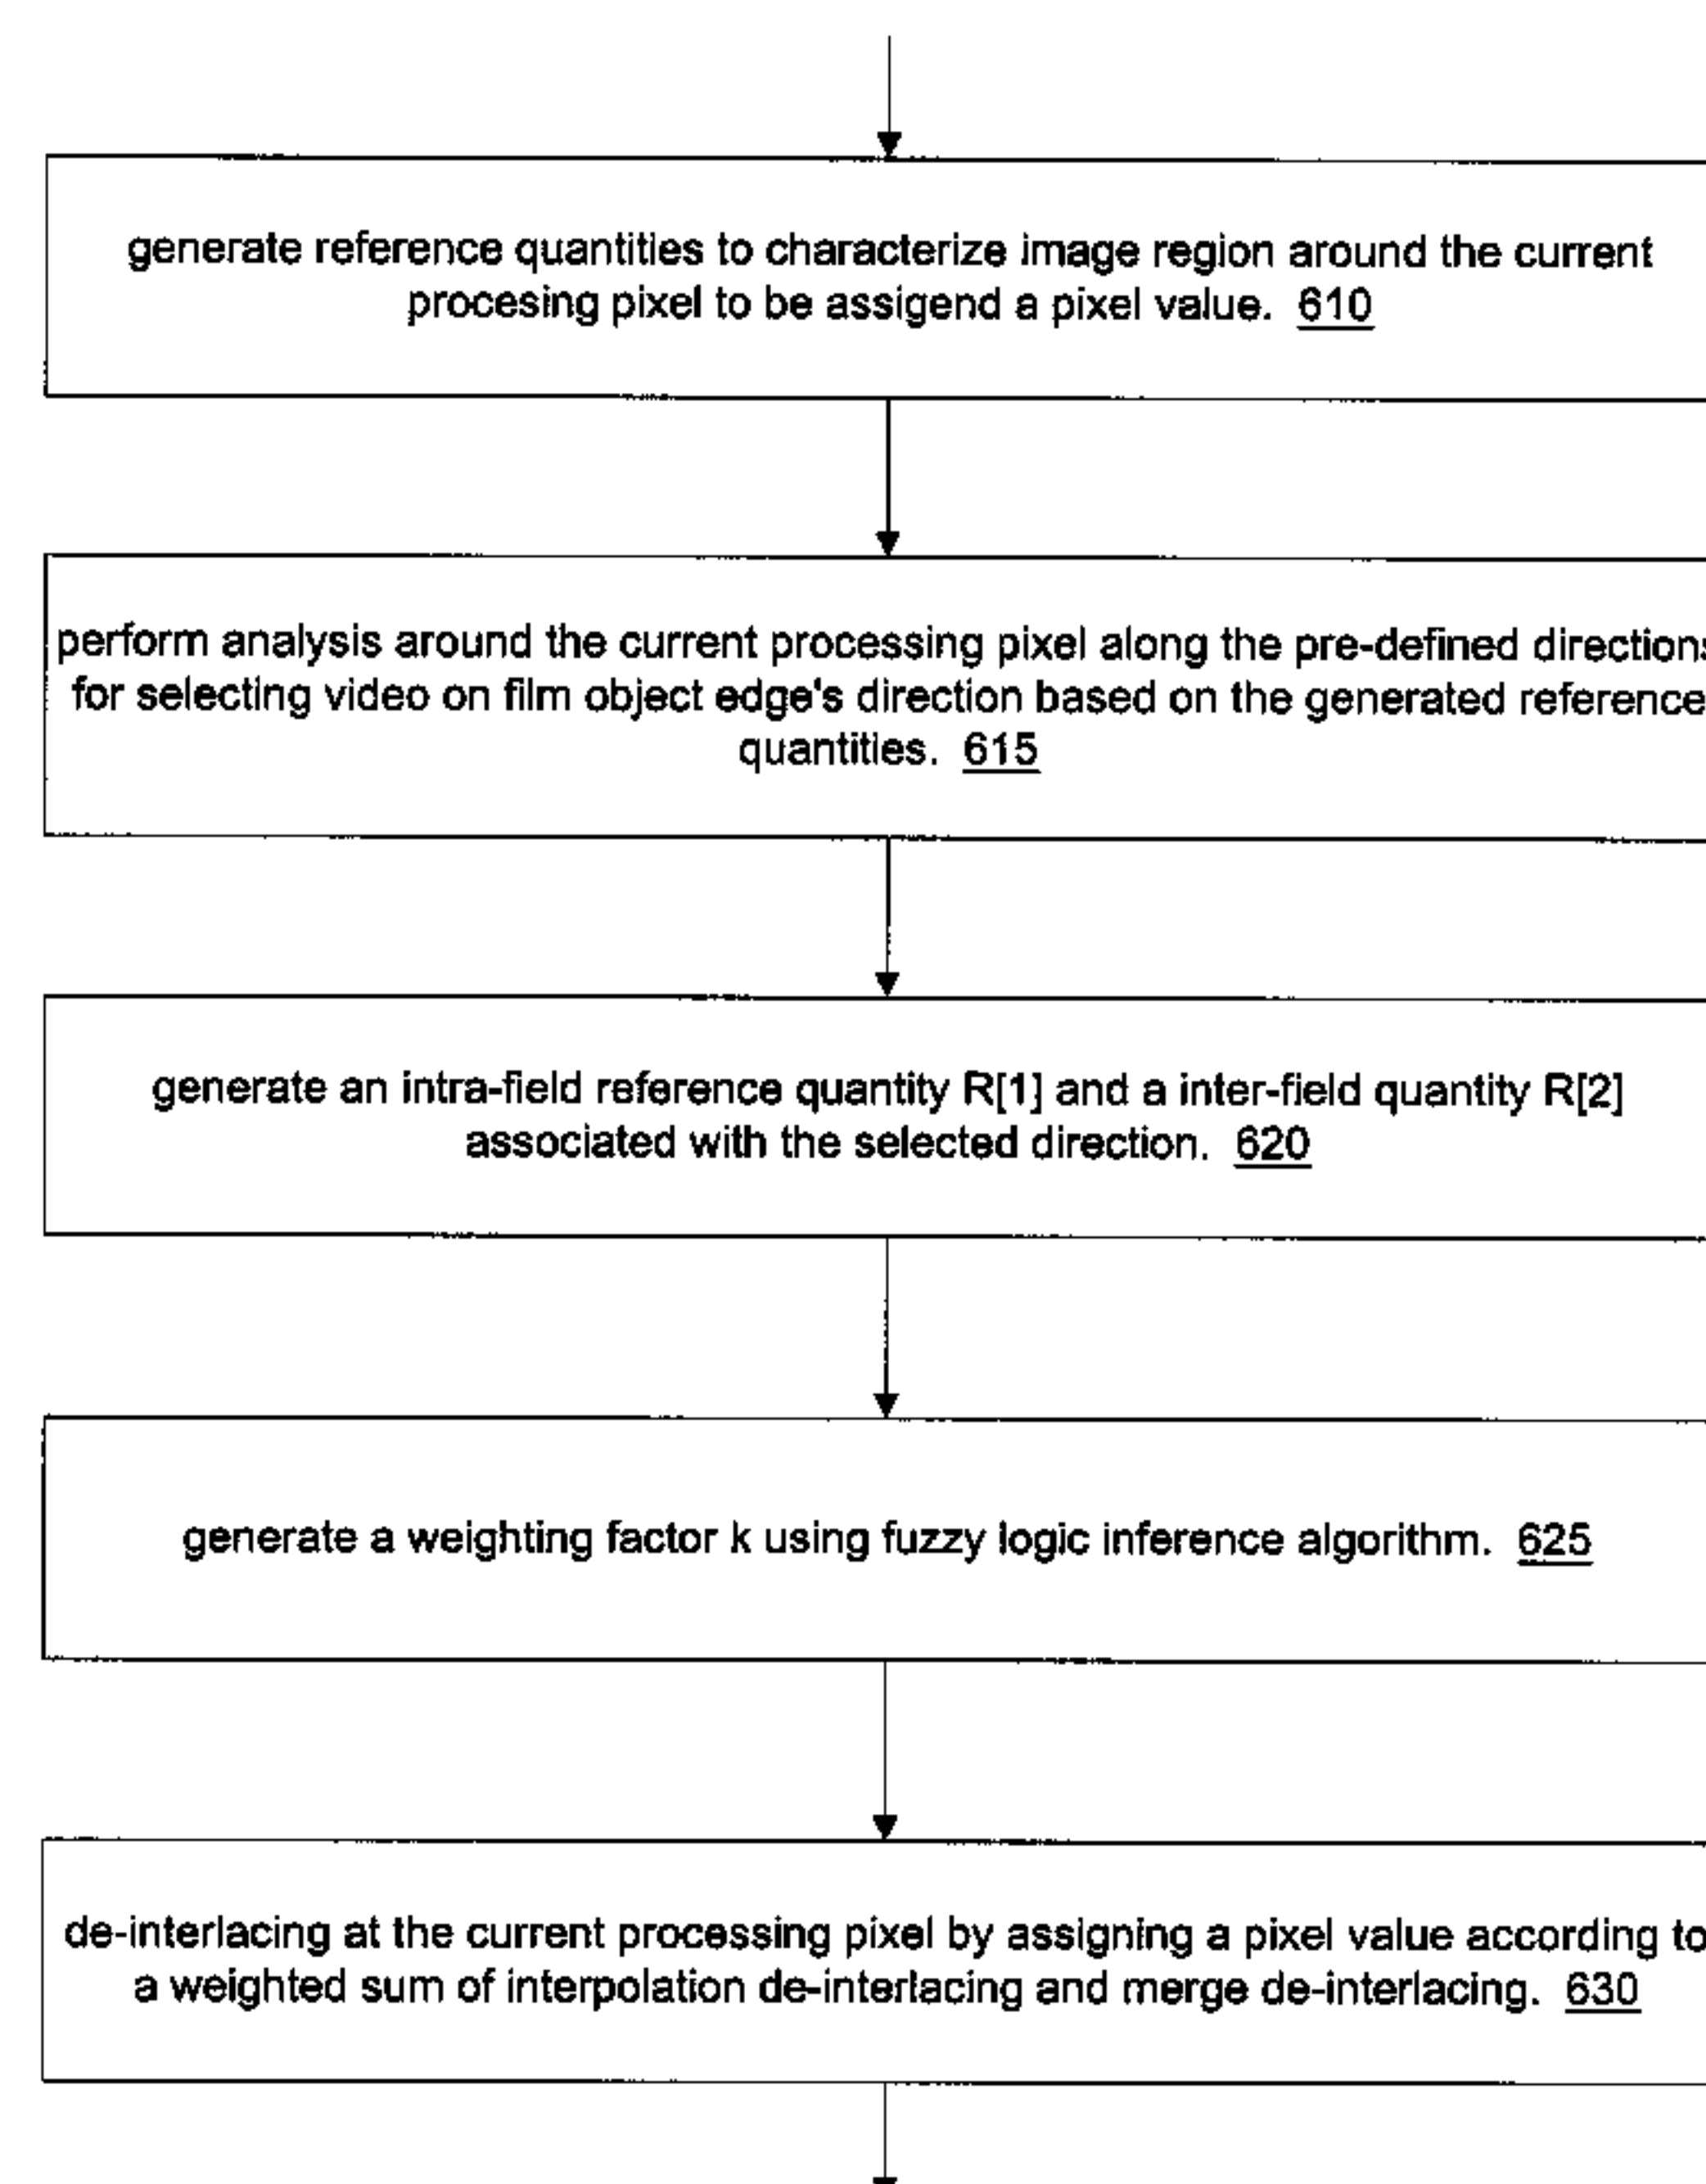 generate reference quantities to characterize image region around the current
procesing pixel to be assigend a pixel value. 610
perform analysis around the current processing pixel along the pre-defined directions
for selecting video on film object edge's direction based on the generated reference
quantities. 615
generate an intra-field reference quantity R[1] and a inter-field quantity R[2]
associated with the selected direction. 620
generate a weighting factor k using fuzzy logic inference algorithm. 625
de-interlacing at the current processing pixel by assigning a pixel value according to
a weighted sum of interpolation de-interlacing and merge de-interlacing. 630